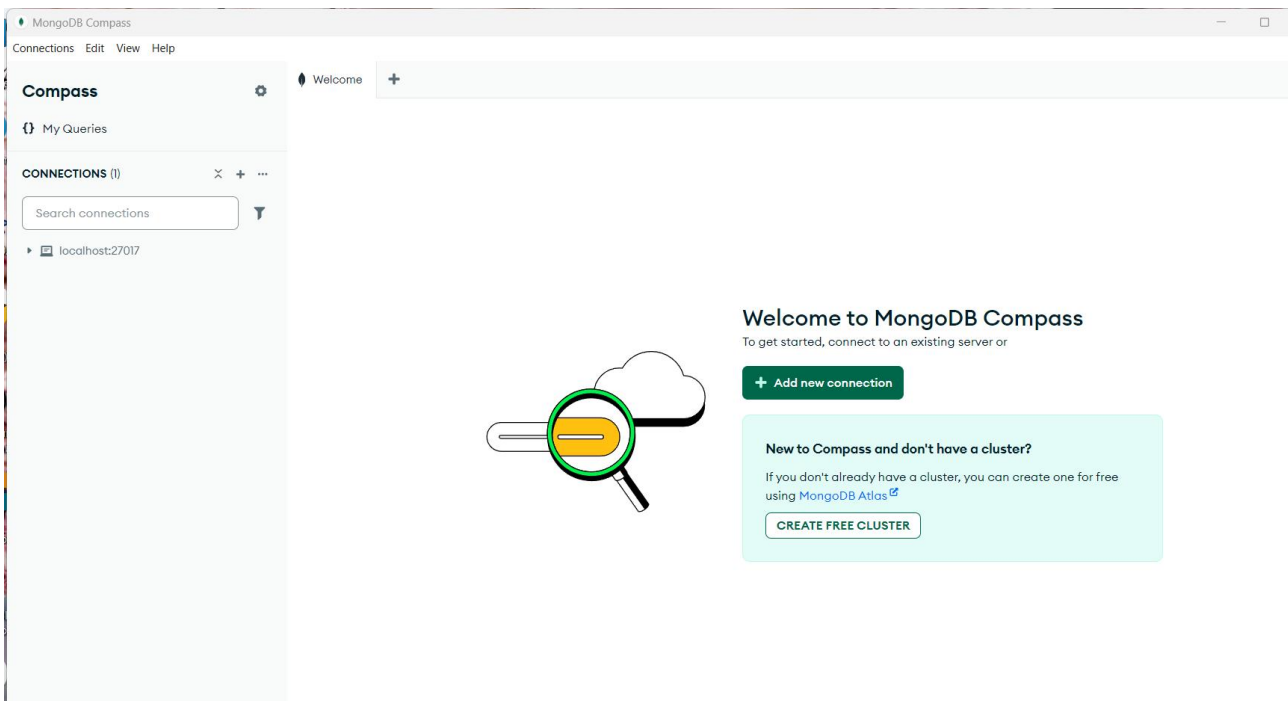 MongoDB Compass
Connections Edit View Help
Compass
Welcome
{} My Queries
CONNECTIONS (1)
Search connections
localhost:27017
Welcome to MongoDB Compass
To get started, connect to an existing server or
+ Add new connection
New to Compass and don't have a cluster?
If you don't already have a cluster, you can create one for free
using MongoDB Atlas
CREATE FREE CLUSTER